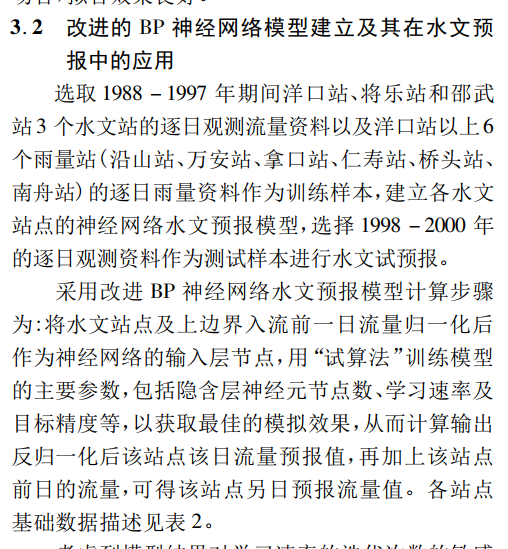 3.2 改进的 BP 神经网络模型建立及其在水文预
报中的应用
选取 1988 - 1997 年期间洋口站、将乐站和邵武
站 3 个水文站的逐日观测流量资料以及洋口站以上 6
个雨量站(沿山站、万安站、拿口站、仁寿站、桥头站、
南舟站)的逐日雨量资料作为训练样本,建立各水文
站点的神经网络水文预报模型,选择 1998 - 2000 年
的逐日观测资料作为测试样本进行水文试预报。
采用改进 BP 神经网络水文预报模型计算步骤
为:将水文站点及上边界入流前一日流量归一化后
作为神经网络的输入层节点,用“试算法”训练模型
的主要参数,包括隐含层神经元节点数、学习速率及
目标精度等,以获取最佳的模拟效果,从而计算输出
反归一化后该站点该日流量预报值,再加上该站点
前日的流量,可得该站点另日预报流量值。各站点
基础数据描述见表 2。